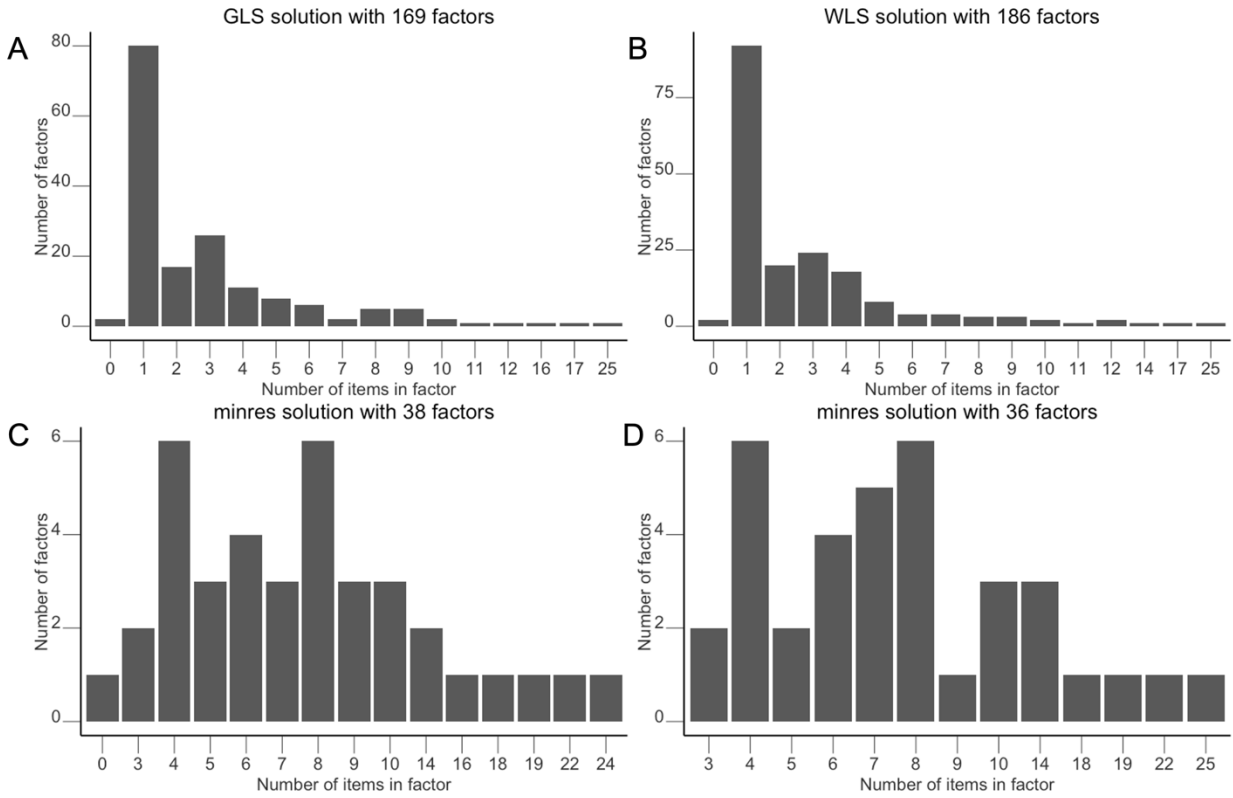 GLS solution with 169 factors
A
Number of factors
80
60
40
20
0
0 1 2 3 4 5 6 7 8 9 10 11 12 16 17 25
Number of items in factor
WLS solution with 186 factors
B
Number of factors
75
50
25
0
0 1 2 3 4 5 6 7 8 9 10 11 12 14 17 25
Number of items in factor
minres solution with 38 factors
C
Number of factors
6
4
2
0
0 3 4 5 6 7 8 9 10 14 16 18 19 22 24
Number of items in factor
minres solution with 36 factors
D
Number of factors
6
4
2
0
3 4 5 6 7 8 9 10 14 18 19 22 25
Number of items in factor